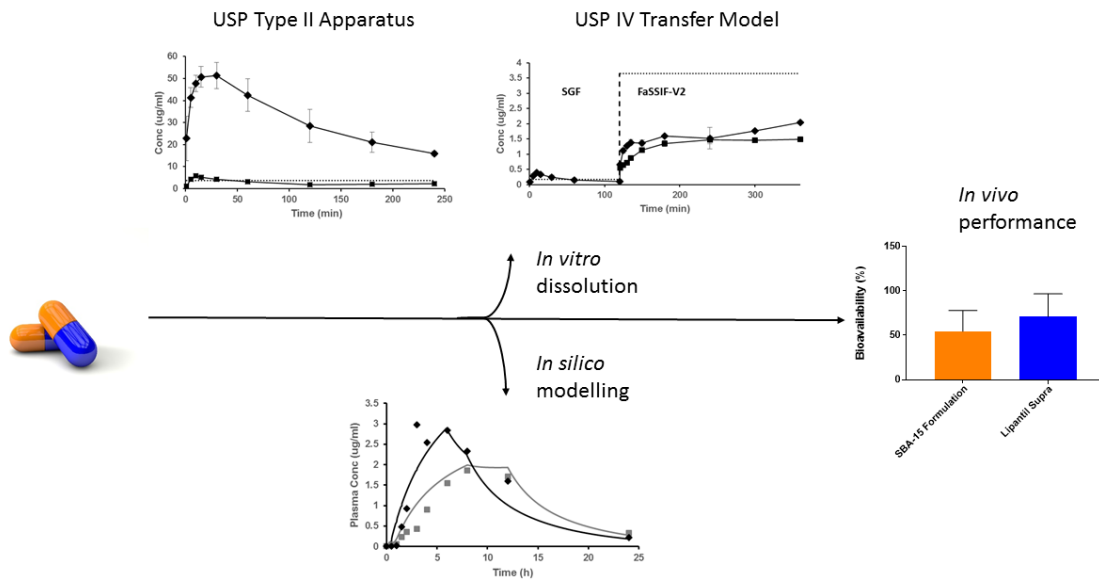 USP Type II Apparatus
USP IV Transfer Model
Conc (ug/ml)
60
50
40
30
20
10
0
0 50 100 150 200 250
Time (min)
Conc (ug/ml)
4
3.5
3
2.5
2
1.5
1
0.5
0
SGF
FaSSIF-V2
0 100 200 300
Time (min)
In vitro
dissolution
In silico
modelling
In vivo
performance
Bioavailability (%)
150
100
50
0
SBA-15 Formulation
Lipantil Supra
Plasma Conc (ug/ml)
3.5
3
2.5
2
1.5
1
0.5
0
0 5 10 15 20 25
Time (h)